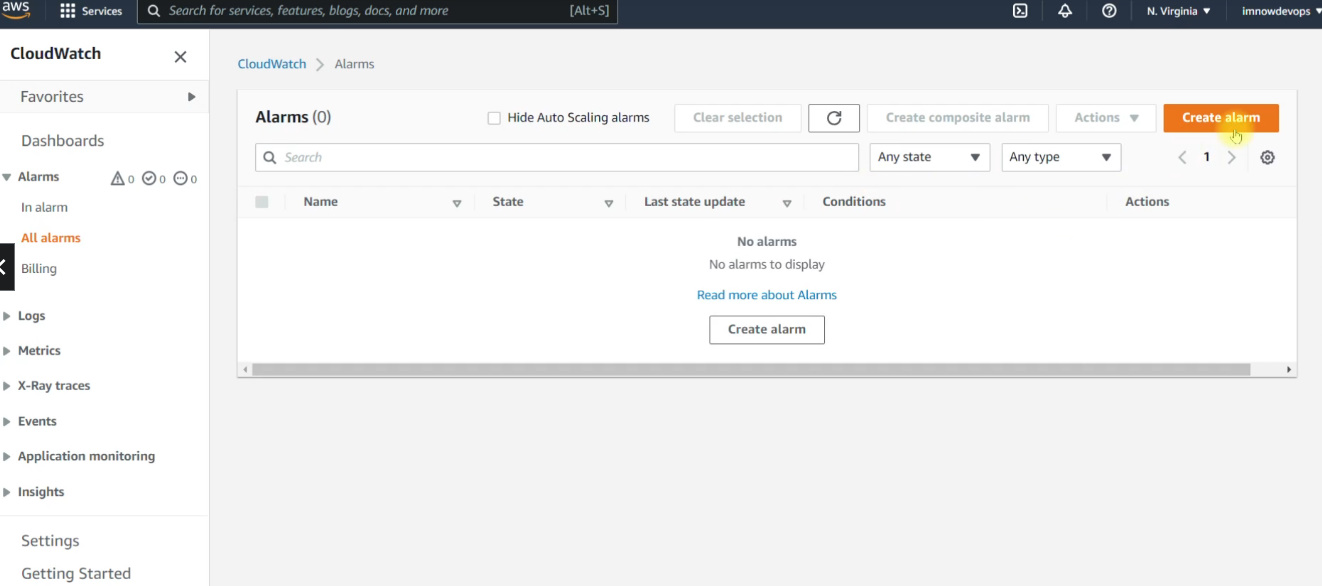 aws
Services
Search for services, features, blogs, docs, and more
[Alt+S]
N. Virginia
imnowdevops
CloudWatch
Favorites
Dashboards
Alarms
0
0
0
In alarm
All alarms
Billing
Logs
Metrics
X-Ray traces
Events
Application monitoring
Insights
Settings
Getting Started
CloudWatch
Alarms
Alarms (0)
Hide Auto Scaling alarms
Clear selection
Create composite alarm
Actions
Create alarm
Search
Any state
Any type
1
Name
State
Last state update
Conditions
Actions
No alarms
No alarms to display
Read more about Alarms
Create alarm